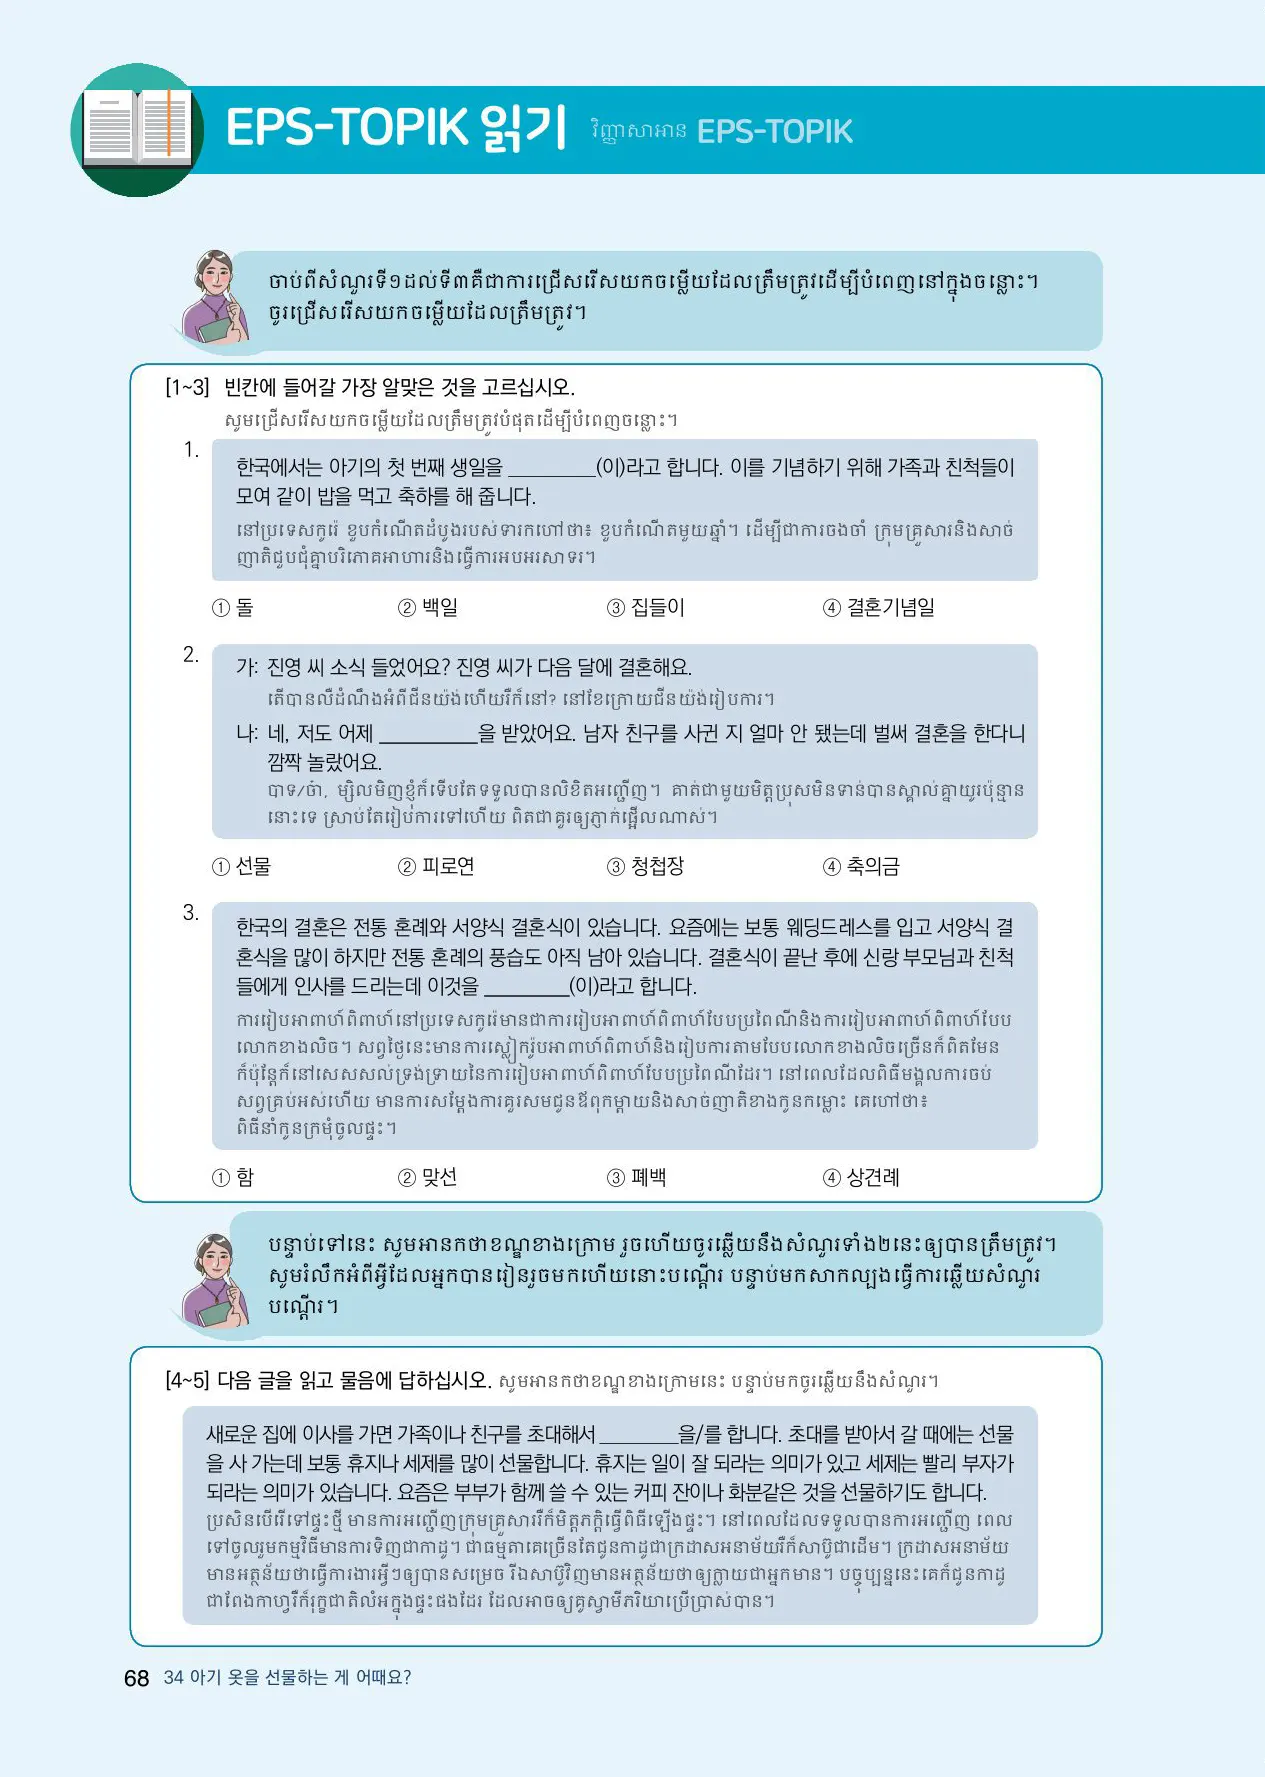 EPS-TOPIK 읽기 វិញ្ញាសាអាន EPS-TOPIK
ចាប់ពីសំណួរទី១ដល់ទី៣គឺជាការជ្រើសរើសយកចម្លើយដែលត្រឹមត្រូវដើម្បីបំពេញនៅក្នុងចន្លោះ។
ចូរជ្រើសរើសយកចម្លើយដែលត្រឹមត្រូវ។
[1~3] 빈칸에 들어갈 가장 알맞은 것을 고르십시오.
សូមជ្រើសរើសយកចម្លើយដែលត្រឹមត្រូវបំផុតដើម្បីបំពេញចន្លោះ។
1.
한국에서는 아기의 첫 번째 생일을 ________(이)라고 합니다. 이를 기념하기 위해 가족과 친척들이
모여 같이 밥을 먹고 축하를 해 줍니다.
នៅប្រទេសកូរ៉េ ខួបកំណើតដំបូងរបស់ទារកហៅថា៖ ខួបកំណើតមួយឆ្នាំ។ ដើម្បីជាការចងចាំ ក្រុមគ្រួសារនិងសាច់
ញាតិជួបជុំគ្នាបរិភោគអាហារនិងធ្វើការអបអរសាទរ។
① 돌 ② 백일 ③ 집들이 ④ 결혼기념일
2.
가: 진영 씨 소식 들었어요? 진영 씨가 다음 달에 결혼해요.
តើបានលឺដំណឹងអំពីជីនយ៉ង់ហើយរឺក៏នៅ? នៅខែក្រោយជីនយ៉ង់រៀបការ។
나: 네, 저도 어제 _________을 받았어요. 남자 친구를 사귄 지 얼마 안 됐는데 벌써 결혼을 한다니
깜짝 놀랐어요.
បាទ/ច៎ា, ម្សិលមិញខ្ញុំក៏ទើបតែទទួលបានលិខិតអញ្ជើញ។ គាត់ជាមួយមិត្តប្រុសមិនទាន់បានស្គាល់គ្នាយូរប៉ុន្មាន
នោះទេ ស្រាប់តែរៀបការទៅហើយ ពិតជាគួរឲ្យភ្ញាក់ផ្អើលណាស់។
① 선물 ② 피로연 ③ 청첩장 ④ 축의금
3.
한국의 결혼은 전통 혼례와 서양식 결혼식이 있습니다. 요즘에는 보통 웨딩드레스를 입고 서양식 결
혼식을 많이 하지만 전통 혼례의 풍습도 아직 남아 있습니다. 결혼식이 끝난 후에 신랑 부모님과 친척
들에게 인사를 드리는데 이것을 ________(이)라고 합니다.
ការរៀបអាពាហ៍ពិពាហ៍នៅប្រទេសកូរ៉េមានជាការរៀបអាពាហ៍ពិពាហ៍បែបប្រពៃណីនិងការរៀបអាពាហ៍ពិពាហ៍បែប
លោកខាងលិច។ សព្វថ្ងៃនេះមានការស្លៀករ៉ូបអាពាហ៍ពិពាហ៍និងរៀបការតាមបែបលោកខាងលិចច្រើនក៏ពិតមែន
ក៏ប៉ុន្តែក៏នៅសេសសល់ទ្រង់ទ្រាយនៃការរៀបអាពាហ៍ពិពាហ៍បែបប្រពៃណីដែរ។ នៅពេលដែលពិធីមង្គលការចប់
សព្វគ្រប់អស់ហើយ មានការសម្ដែងការគួរសមជូនឪពុកម្ដាយនិងសាច់ញាតិខាងកូនកម្លោះ គេហៅថា៖
ពិធីនាំកូនក្រមុំចូលផ្ទះ។
① 함 ② 맞선 ③ 폐백 ④ 상견례
បន្ទាប់ទៅនេះ សូមអានកថាខណ្ឌខាងក្រោម រួចហើយចូរឆ្លើយនឹងសំណួរទាំង២នេះឲ្យបានត្រឹមត្រូវ។
សូមរំលឹកអំពីអ្វីដែលអ្នកបានរៀនរួចមកហើយនោះបណ្ដើរ បន្ទាប់មកសាកល្បងធ្វើការឆ្លើយសំណួរ
បណ្ដើរ។
[4~5] 다음 글을 읽고 물음에 답하십시오. សូមអានកថាខណ្ឌខាងក្រោមនេះ បន្ទាប់មកចូរឆ្លើយនឹងសំណួរ។
새로운 집에 이사를 가면 가족이나 친구를 초대해서 ________을/를 합니다. 초대를 받아서 갈 때에는 선물
을 사 가는데 보통 휴지나 세제를 많이 선물합니다. 휴지는 일이 잘 되라는 의미가 있고 세제는 빨리 부자가
되라는 의미가 있습니다. 요즘은 부부가 함께 쓸 수 있는 커피 잔이나 화분같은 것을 선물하기도 합니다.
ប្រសិនបើរើទៅផ្ទះថ្មី មានការអញ្ជើញក្រុមគ្រួសាររឺក៏មិត្តភក្ដិធ្វើពិធីឡើងផ្ទះ។ នៅពេលដែលទទួលបានការអញ្ជើញ ពេល
ទៅចូលរួមកម្មវិធីមានការទិញជាកាដូ។ ជាធម្មតាគេច្រើនតែជូនកាដូជាក្រដាសអនាម័យរឺក៏សាប៊ូជាដើម។ ក្រដាសអនាម័យ
មានអត្ថន័យថាធ្វើការងារអ្វីៗឲ្យបានសម្រេច រីឯសាប៊ូវិញមានអត្ថន័យថាឲ្យក្លាយជាអ្នកមាន។ បច្ចុប្បន្ននេះគេក៏ជូនកាដូ
ជាពែងកាហ្វរឺក៏រុក្ខជាតិលំអក្នុងផ្ទះផងដែរ ដែលអាចឲ្យគូស្វាមីភរិយាប្រើប្រាស់បាន។
68 34 아기 옷을 선물하는 게 어때요?